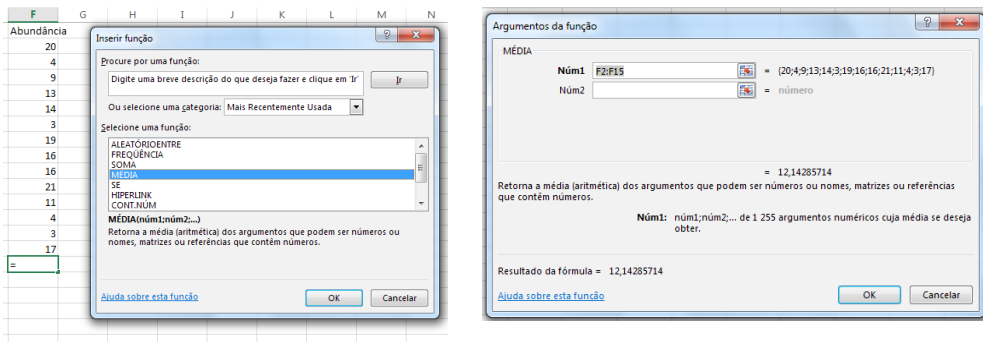 F G H I J K L M N
Abundância
20
4
9
13
14
3
19
16
16
21
11
4
3
17
=
Inserir função
Procure por uma função:
Digite uma breve descrição do que deseja fazer e clique em 'Ir'
Ir
Ou selecione uma categoria: Mais Recentemente Usada
Selecione uma função:
ALEATÓRIOENTRE
FREQÜÊNCIA
SOMA
MÉDIA
SE
HIPERLINK
CONT.NÚM
MÉDIA(núm1;núm2;...)
Retorna a média (aritmética) dos argumentos que podem ser números ou
nomes, matrizes ou referências que contêm números.
Ajuda sobre esta função
OK Cancelar
Argumentos da função
MÉDIA
Núm1 F2:F15 = {20;4;9;13;14;3;19;16;16;21;11;4;3;17}
Núm2 = número
= 12,14285714
Retorna a média (aritmética) dos argumentos que podem ser números ou nomes, matrizes ou referências
que contêm números.
Núm1: núm1;núm2;... de 1 255 argumentos numéricos cuja média se deseja
obter.
Resultado da fórmula = 12,14285714
Ajuda sobre esta função
OK Cancelar